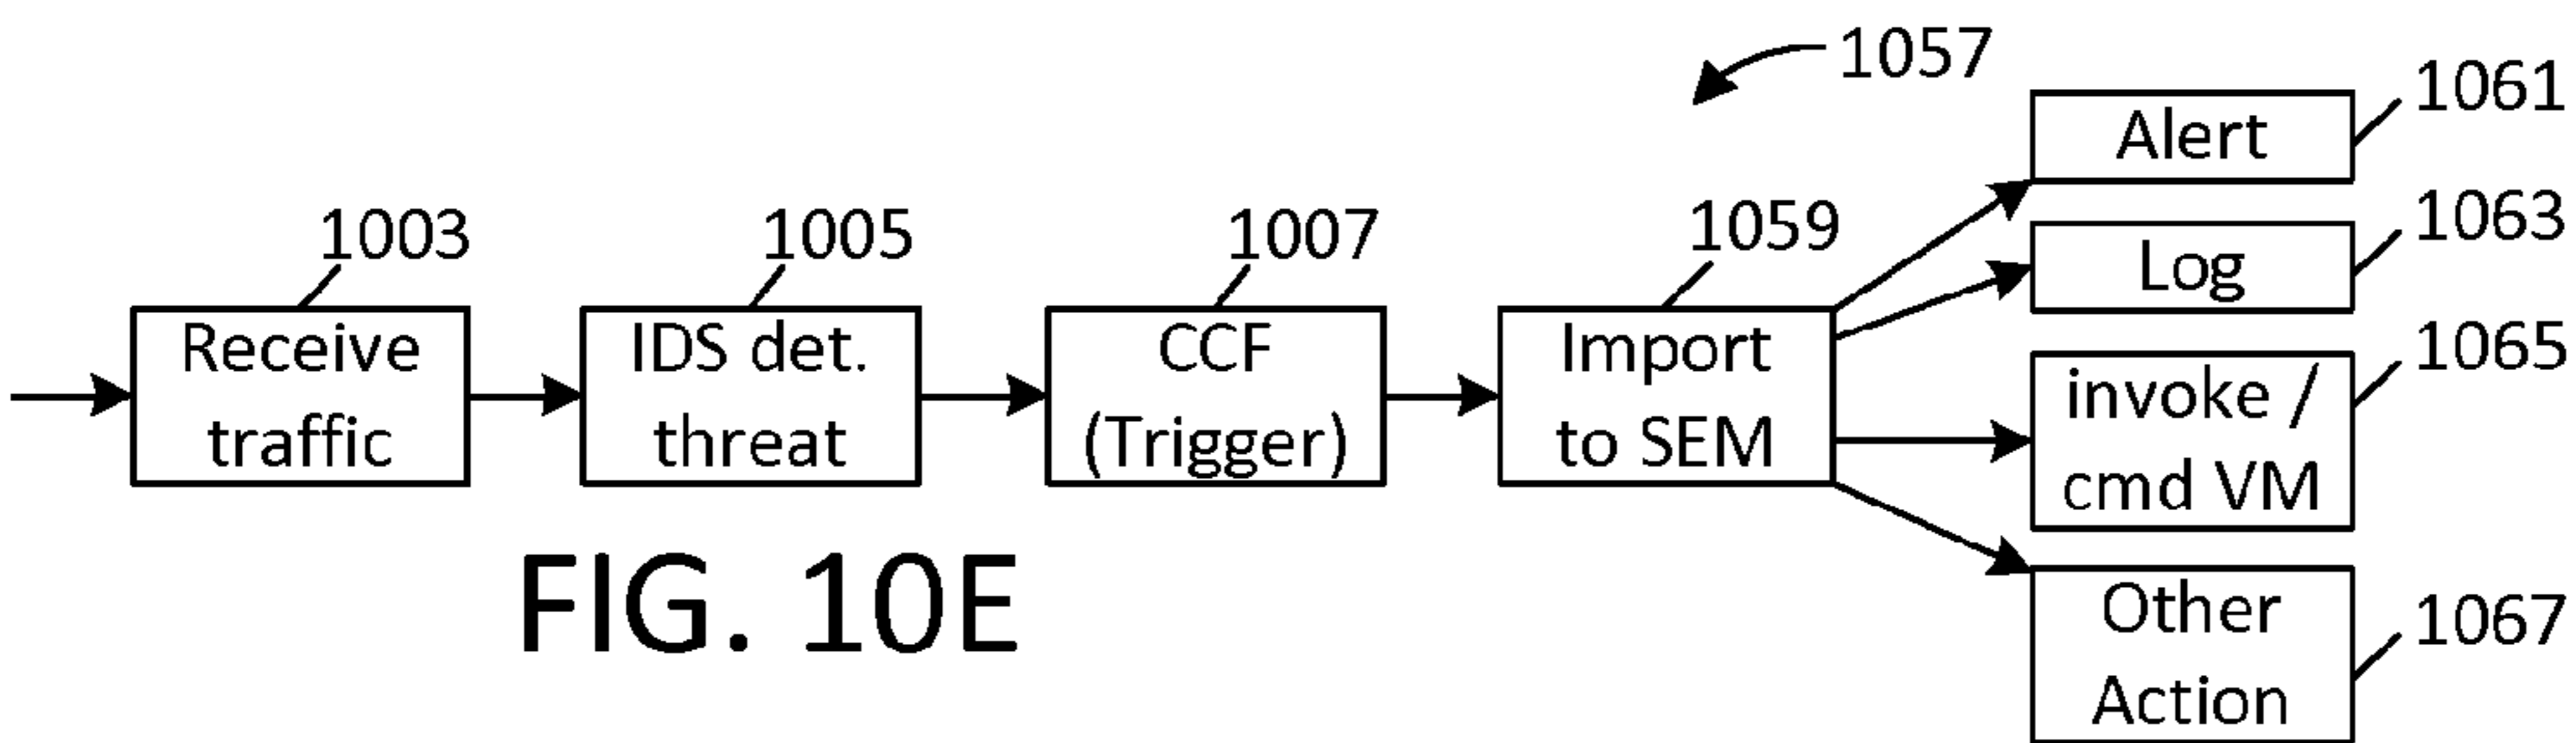 1057
1061
Alert
1063
Log
1003
Receive
traffic
1005
IDS det.
threat
1007
CCF
(Trigger)
1059
Import
to SEM
1065
invoke /
cmd VM
1067
Other
Action
FIG. 10E